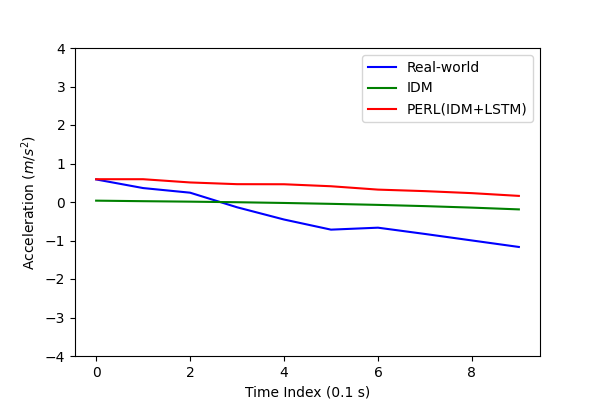 Real-world
IDM
PERL(IDM+LSTM)
4
3
2
1
0
−1
−2
−3
−4
Acceleration (m/s²)
0 2 4 6 8
Time Index (0.1 s)